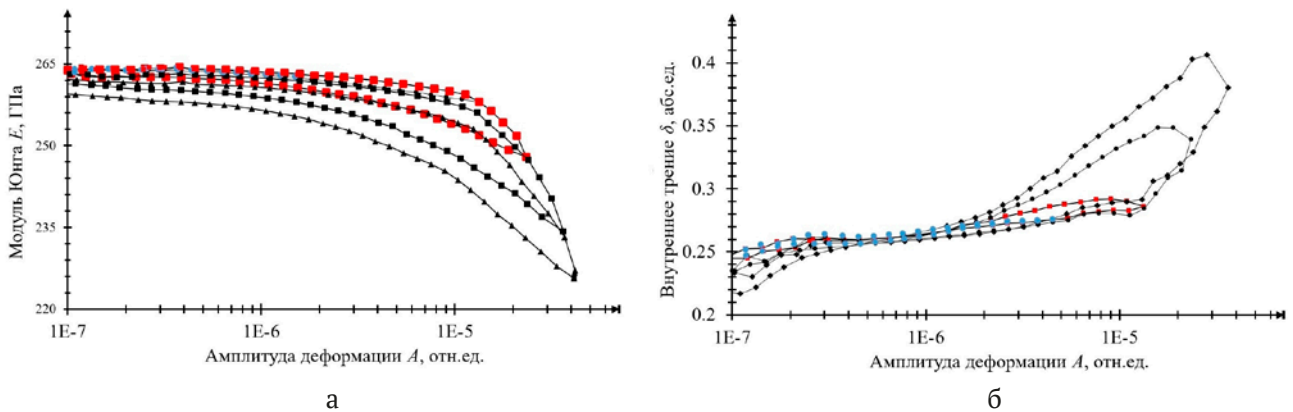 Модуль Юнга E, ГПа
265
250
235
220
1E-7
1E-6
1E-5
Амплитуда деформации A, отн.ед.
а
Внутреннее трение δ, абс.ед.
0.4
0.35
0.3
0.25
0.2
1E-7
1E-6
1E-5
Амплитуда деформации A, отн.ед.
б